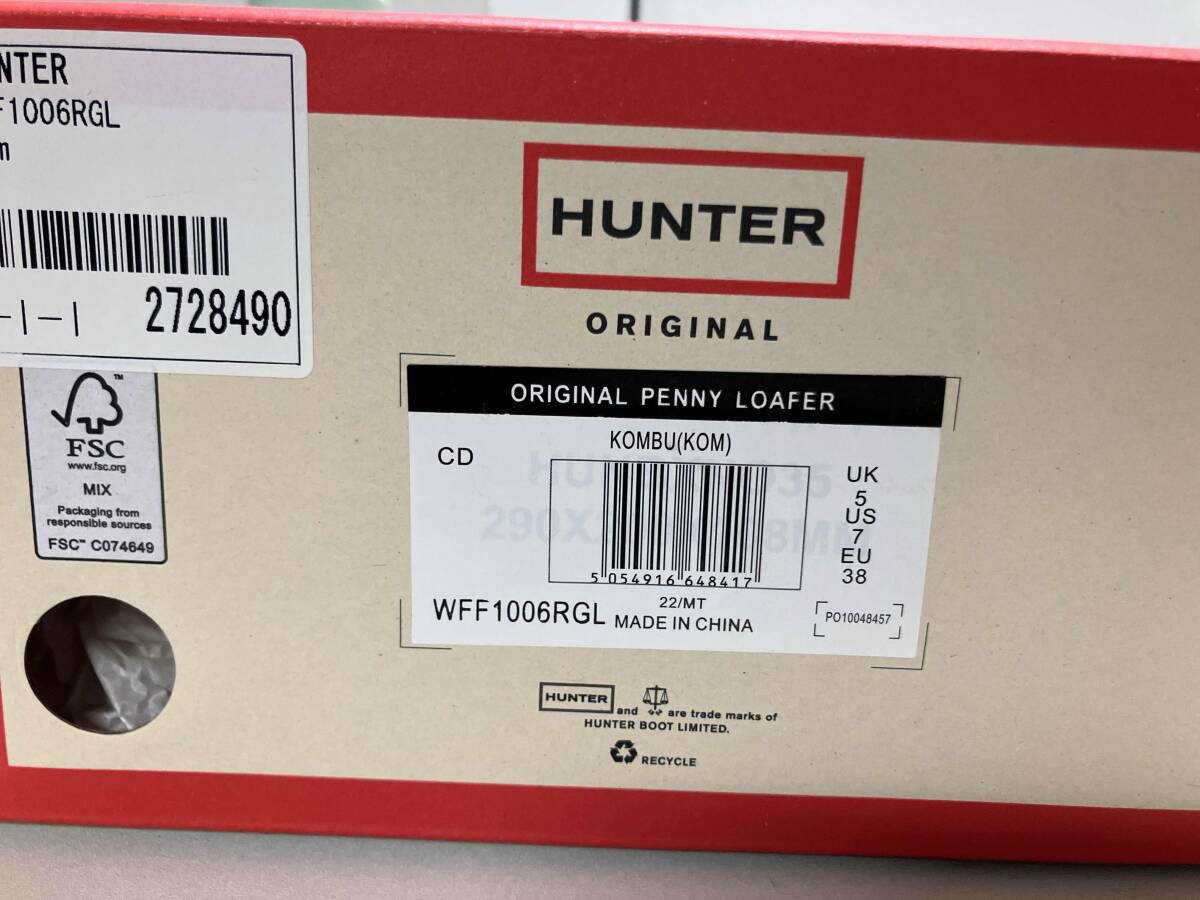 NTER
F1006RGL
m
-|-|
2728490
FSC
www.fsc.org
MIX
Packaging from
responsible sources
FSC™ C074649
HUNTER
ORIGINAL
ORIGINAL PENNY LOAFER
KOMBU(KOM)
CD
5 054916 648417
UK
5
US
7
EU
38
WFF1006RGL
22/MT
MADE IN CHINA
PO10048457
HUNTER and are trade marks of
HUNTER BOOT LIMITED.
RECYCLE